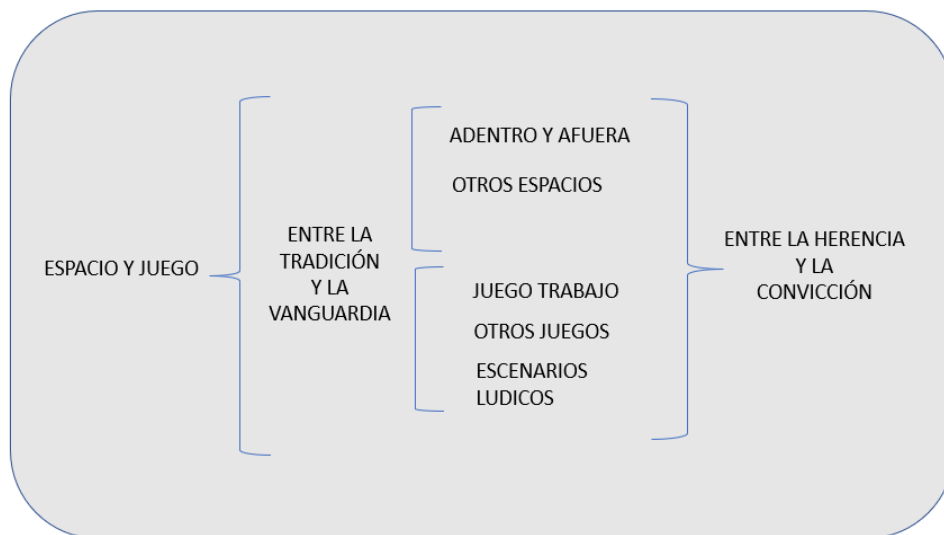 ESPACIO Y JUEGO
ENTRE LA
TRADICIÓN
Y LA
VANGUARDIA
ADENTRO Y AFUERA
OTROS ESPACIOS
JUEGO TRABAJO
OTROS JUEGOS
ESCENARIOS
LUDICOS
ENTRE LA HERENCIA
Y LA
CONVICCIÓN